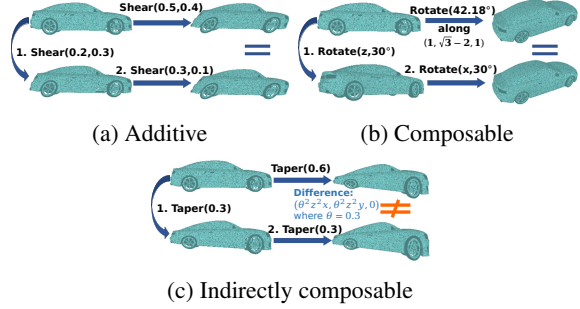 Shear(0.5,0.4)
1. Shear(0.2,0.3)
2. Shear(0.3,0.1)
(a) Additive
Rotate(42.18°)
along
(1, √3 − 2, 1)
1. Rotate(z,30°)
2. Rotate(x,30°)
(b) Composable
Taper(0.6)
Difference:
(θ²z²x, θ²z²y, 0)
where θ = 0.3
1. Taper(0.3)
2. Taper(0.3)
(c) Indirectly composable